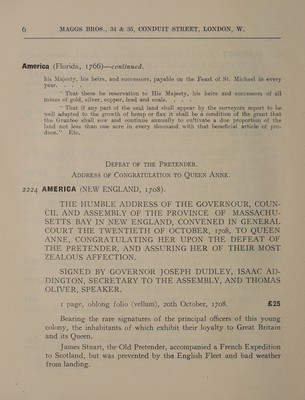 6 MAGGS BROS., 34 & 35, CONDUIT STREET, LONDON, W.
America (Florida, 1766)—continued.
his Majesty, his heirs, and successors, payable on the Feast of St. Michael in every
year. . . .
" That there be reservation to His Majesty, his heirs and successors of all
mines of gold, silver, copper, lead and coals. . . .
" That if any part of the said land shall appear by the surveyors report to be
well adapted to the growth of hemp or flax it shall be a condition of the grant that
the Grantee shall sow and continue annually to cultivate a due proportion of the
land not less than one acre in every thousand with that beneficial article of pro-
duce." Etc.
DEFEAT OF THE PRETENDER.
ADDRESS OF CONGRATULATION TO QUEEN ANNE.
2224 AMERICA (NEW ENGLAND, 1708).
THE HUMBLE ADDRESS OF THE GOVERNOUR, COUN-
CIL AND ASSEMBLY OF THE PROVINCE OF MASSACHU-
SETTS BAY IN NEW ENGLAND, CONVENED IN GENERAL
COURT THE TWENTIETH OF OCTOBER, 1708, TO QUEEN
ANNE, CONGRATULATING HER UPON THE DEFEAT OF
THE PRETENDER, AND ASSURING HER OF THEIR MOST
ZEALOUS AFFECTION.
SIGNED BY GOVERNOR JOSEPH DUDLEY, ISAAC AD-
DINGTON, SECRETARY TO THE ASSEMBLY, AND THOMAS
OLIVER, SPEAKER.
1 page, oblong folio (vellum), 20th October, 1708. £25
Bearing the rare signatures of the principal officers of this young
colony, the inhabitants of which exhibit their loyalty to Great Britain
and its Queen.
James Stuart, the Old Pretender, accompanied a French Expedition
to Scotland, but was prevented by the English Fleet and bad weather
from landing.